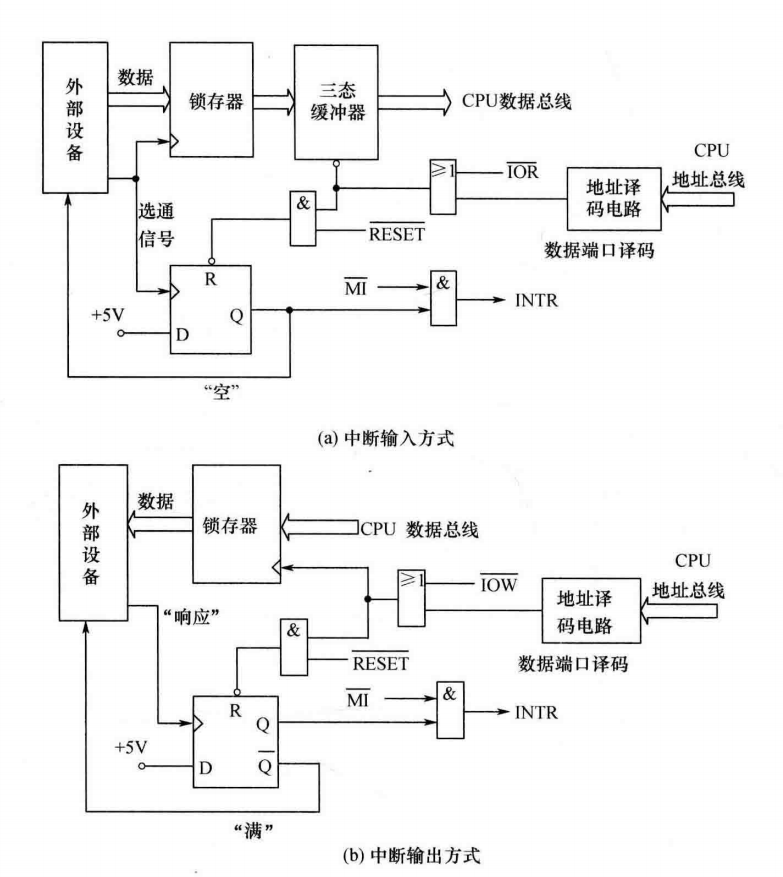 外部设备
数据
锁存器
三态
缓冲器
CPU数据总线
CPU
地址总线
≥1
$\overline{IOR}$
地址译
码电路
数据端口译码
&
$\overline{RESET}$
选通
信号
R
+5V
D
Q
$\overline{MI}$
&
INTR
“空”
(a) 中断输入方式
外部设备
数据
锁存器
CPU 数据总线
CPU
地址总线
≥1
$\overline{IOW}$
地址译
码电路
数据端口译码
“响应”
&
$\overline{RESET}$
R
Q
+5V
D
$\overline{Q}$
$\overline{MI}$
&
INTR
“满”
(b) 中断输出方式